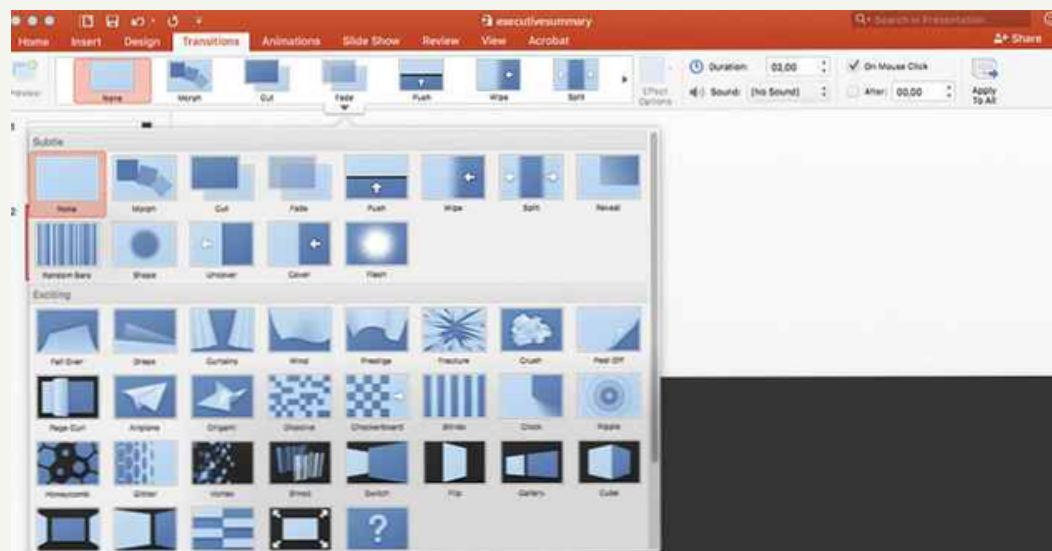 executivesummary
Search in Presentation
Home Insert Design Transitions Animations Slide Show Review View Acrobat
Share
Preview
None Morph Cut Fade Push Wipe Split
Effect Options
Duration: 03,00
On Mouse Click
Sound: (No Sound)
After: 00,00
Apply To All
1
Subtle
None Morph Cut Fade Push Wipe Split Reveal
2
Random Bars Shape Uncover Cover Flash
Exciting
Fall Over Drape Curtains Wind Prestige Fracture Crush Peel Off
Page Curl Airplane Origami Dissolve Checkerboard Blinds Clock Ripple
Honeycomb Glitter Vortex Shred Switch Flip Gallery Cube
?